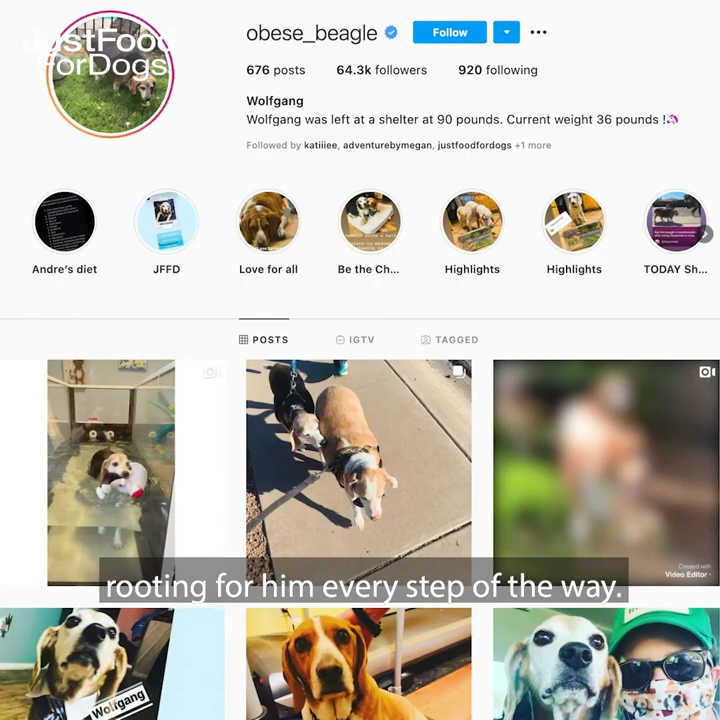 JustFood
ForDogs
obese_beagle
Follow
676 posts 64.3k followers 920 following
Wolfgang
Wolfgang was left at a shelter at 90 pounds. Current weight 36 pounds !
Followed by katiiiee, adventurebymegan, justfoodfordogs +1 more
Andre's diet JFFD Love for all Be the Ch... Highlights Highlights TODAY Sh...
POSTS IGTV TAGGED
Created with
Video Editor
rooting for him every step of the way.
Wolfgang